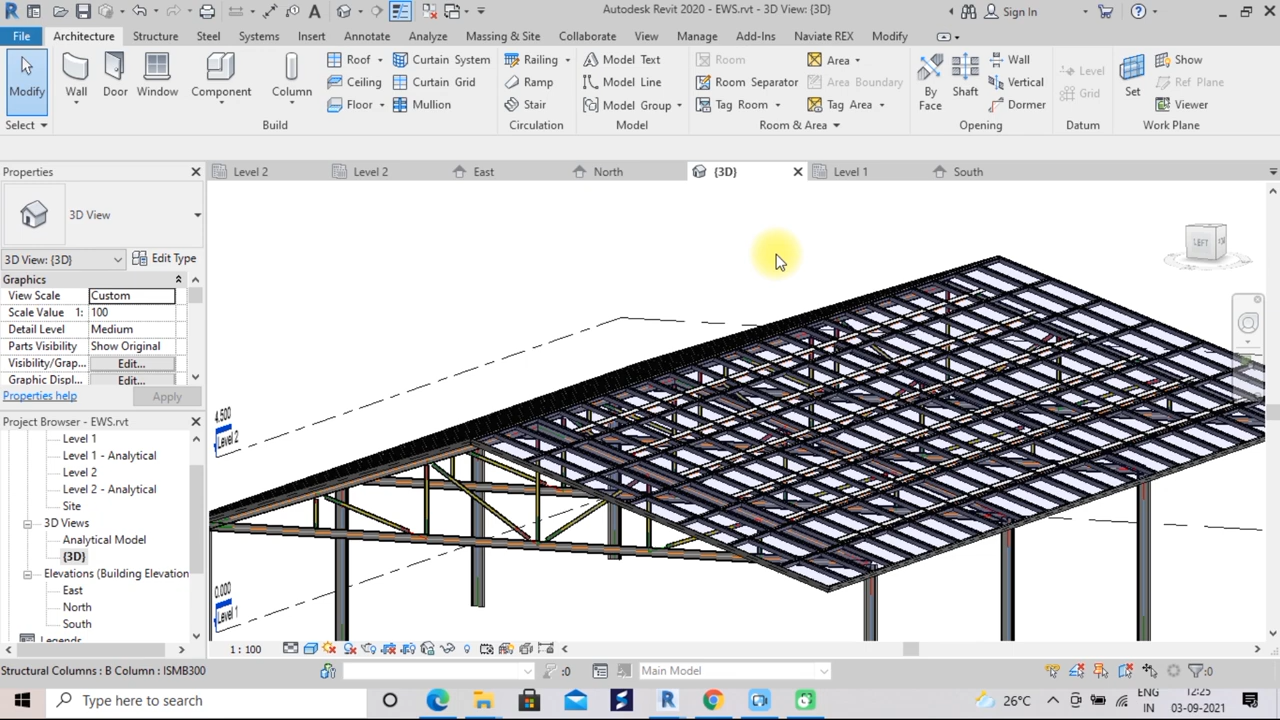 Autodesk Revit 2020 - EWS.rvt - 3D View: {3D}
Sign In
File Architecture Structure Steel Systems Insert Annotate Analyze Massing & Site Collaborate View Manage Add-Ins Naviate REX Modify
Modify Wall Door Window Component Column
Roof Curtain System
Ceiling Curtain Grid
Floor Mullion
Railing
Ramp
Stair
Model Text
Model Line
Model Group
Room
Room Separator
Tag Room
Area
Area Boundary
Tag Area
By Face
Shaft
Wall
Vertical
Dormer
Level
Grid
Set
Show
Ref Plane
Viewer
Select Build Circulation Model Room & Area Opening Datum Work Plane
Properties
Level 2 Level 2 East North {3D} Level 1 South
3D View
3D View: {3D} Edit Type
Graphics
View Scale Custom
Scale Value 1: 100
Detail Level Medium
Parts Visibility Show Original
Visibility/Grap... Edit...
Graphic Displ... Edit...
Properties help Apply
Project Browser - EWS.rvt
Level 1
Level 1 - Analytical
Level 2
Level 2 - Analytical
Site
3D Views
Analytical Model
{3D}
Elevations (Building Elevation
East
North
South
Legends
LEFT
4.500
Level 2
0.000
Level 1
1 : 100
Structural Columns : B Column : ISMB300
:0
Main Model
:0
Type here to search
26°C
ENG
IN
12:25
03-09-2021